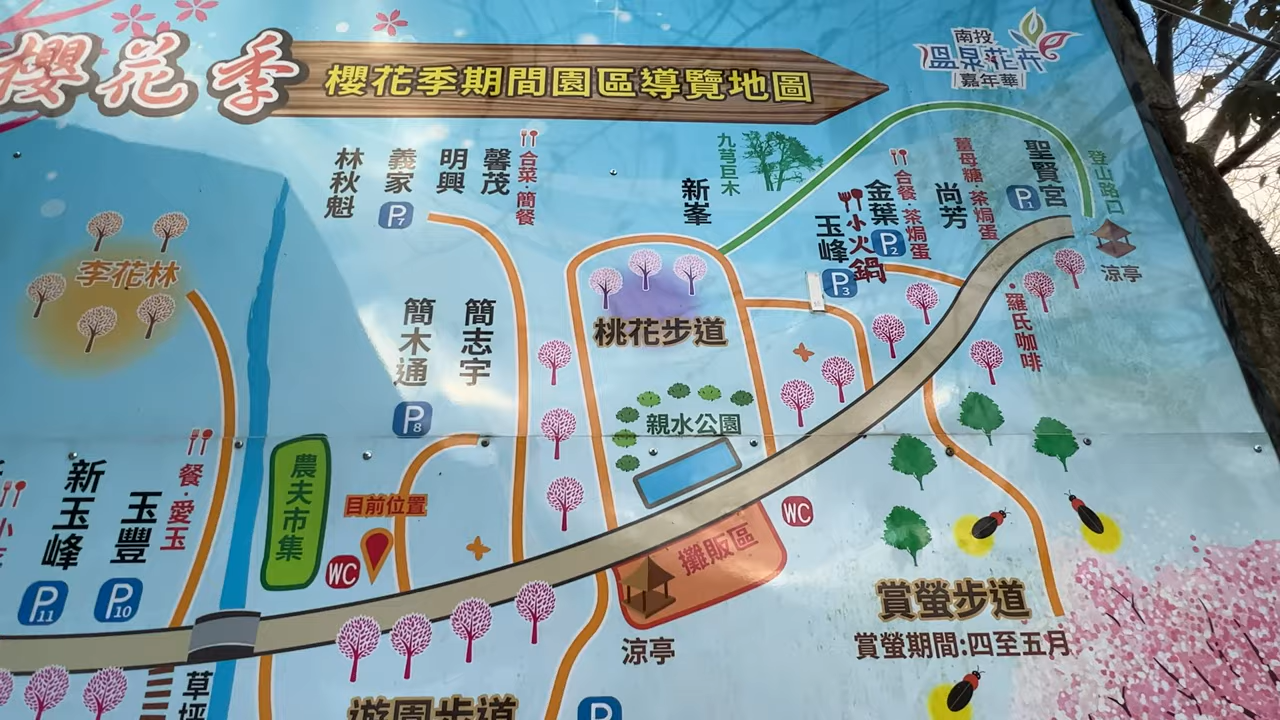 櫻花季
櫻花季期間園區導覽地圖
南投
溫泉花卉
嘉年華
林秋魁
義家
P7
明興
馨茂
合菜·簡餐
新峯
九芎巨木
玉峰
P3
小火鍋
金葉
P2
合餐·茶焗蛋
尚芳
薑母糖·茶焗蛋
聖賢宮
P1
登山路口
涼亭
·羅氏咖啡
李花林
桃花步道
簡木通
P8
簡志宇
親水公園
農夫市集
目前位置
WC
餐·愛玉
新玉峰
P11
玉豐
P10
小
攤販區
WC
涼亭
賞螢步道
賞螢期間:四至五月
草坪
遊園步道
P